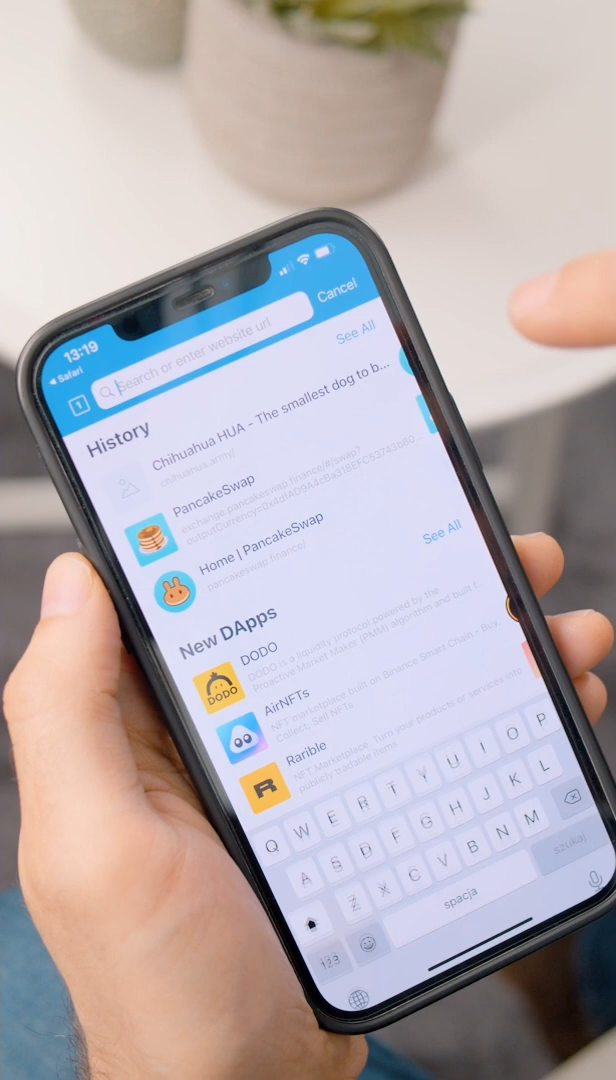 13:19
Safari
1
Search or enter website url
Cancel
History
See All
Chihuahua HUA - The smallest dog to b...
chihuahua.army/
PancakeSwap
exchange.pancakeswap.finance/#/swap?
Home | PancakeSwap
pancakeswap.finance/
New DApps
See All
DODO
DODO
DODO is a liquidity protocol powered by the
Proactive Market Maker (PMM) algorithm and built f...
AirNFTs
NFT marketplace built on Binance Smart Chain - Buy,
Collect, Sell NFTs
R
Rarible
NFT Marketplace. Turn your products or services into
publicly tradable items
Q W E R T Y U I O P
A S D F G H J K L
Z X C V B N M
123
spacja
szukaj